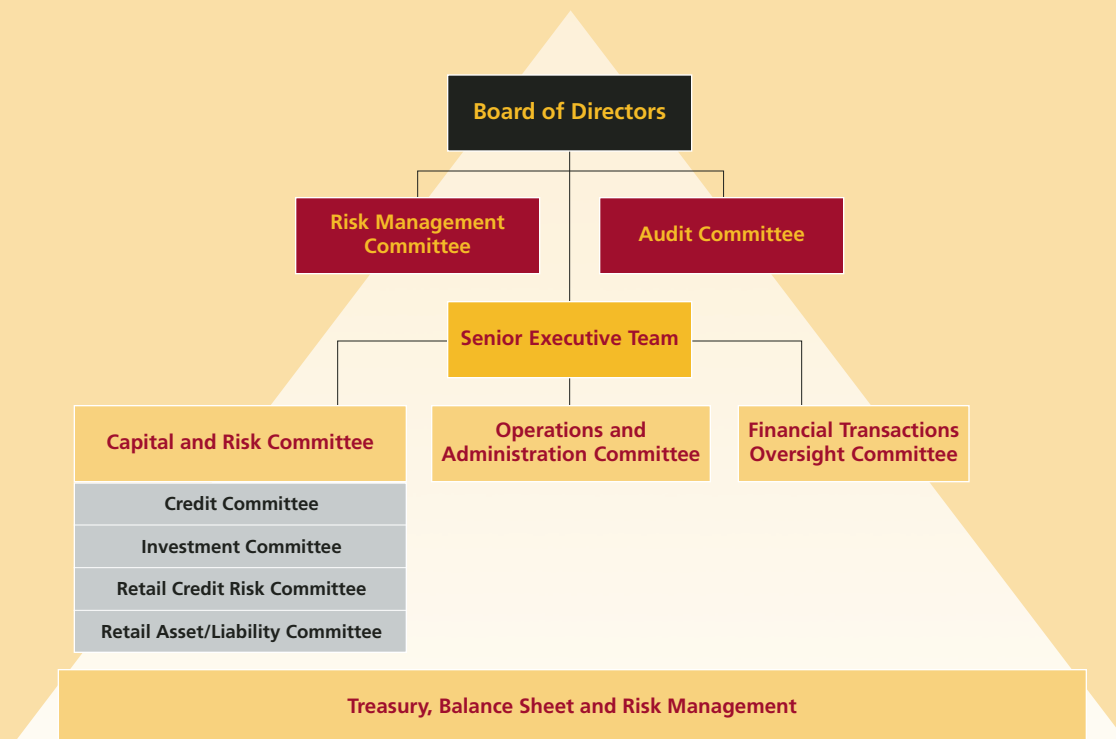 Board of Directors
Risk Management
Committee
Audit Committee
Senior Executive Team
Capital and Risk Committee
Operations and
Administration Committee
Financial Transactions
Oversight Committee
Credit Committee
Investment Committee
Retail Credit Risk Committee
Retail Asset/Liability Committee
Treasury, Balance Sheet and Risk Management